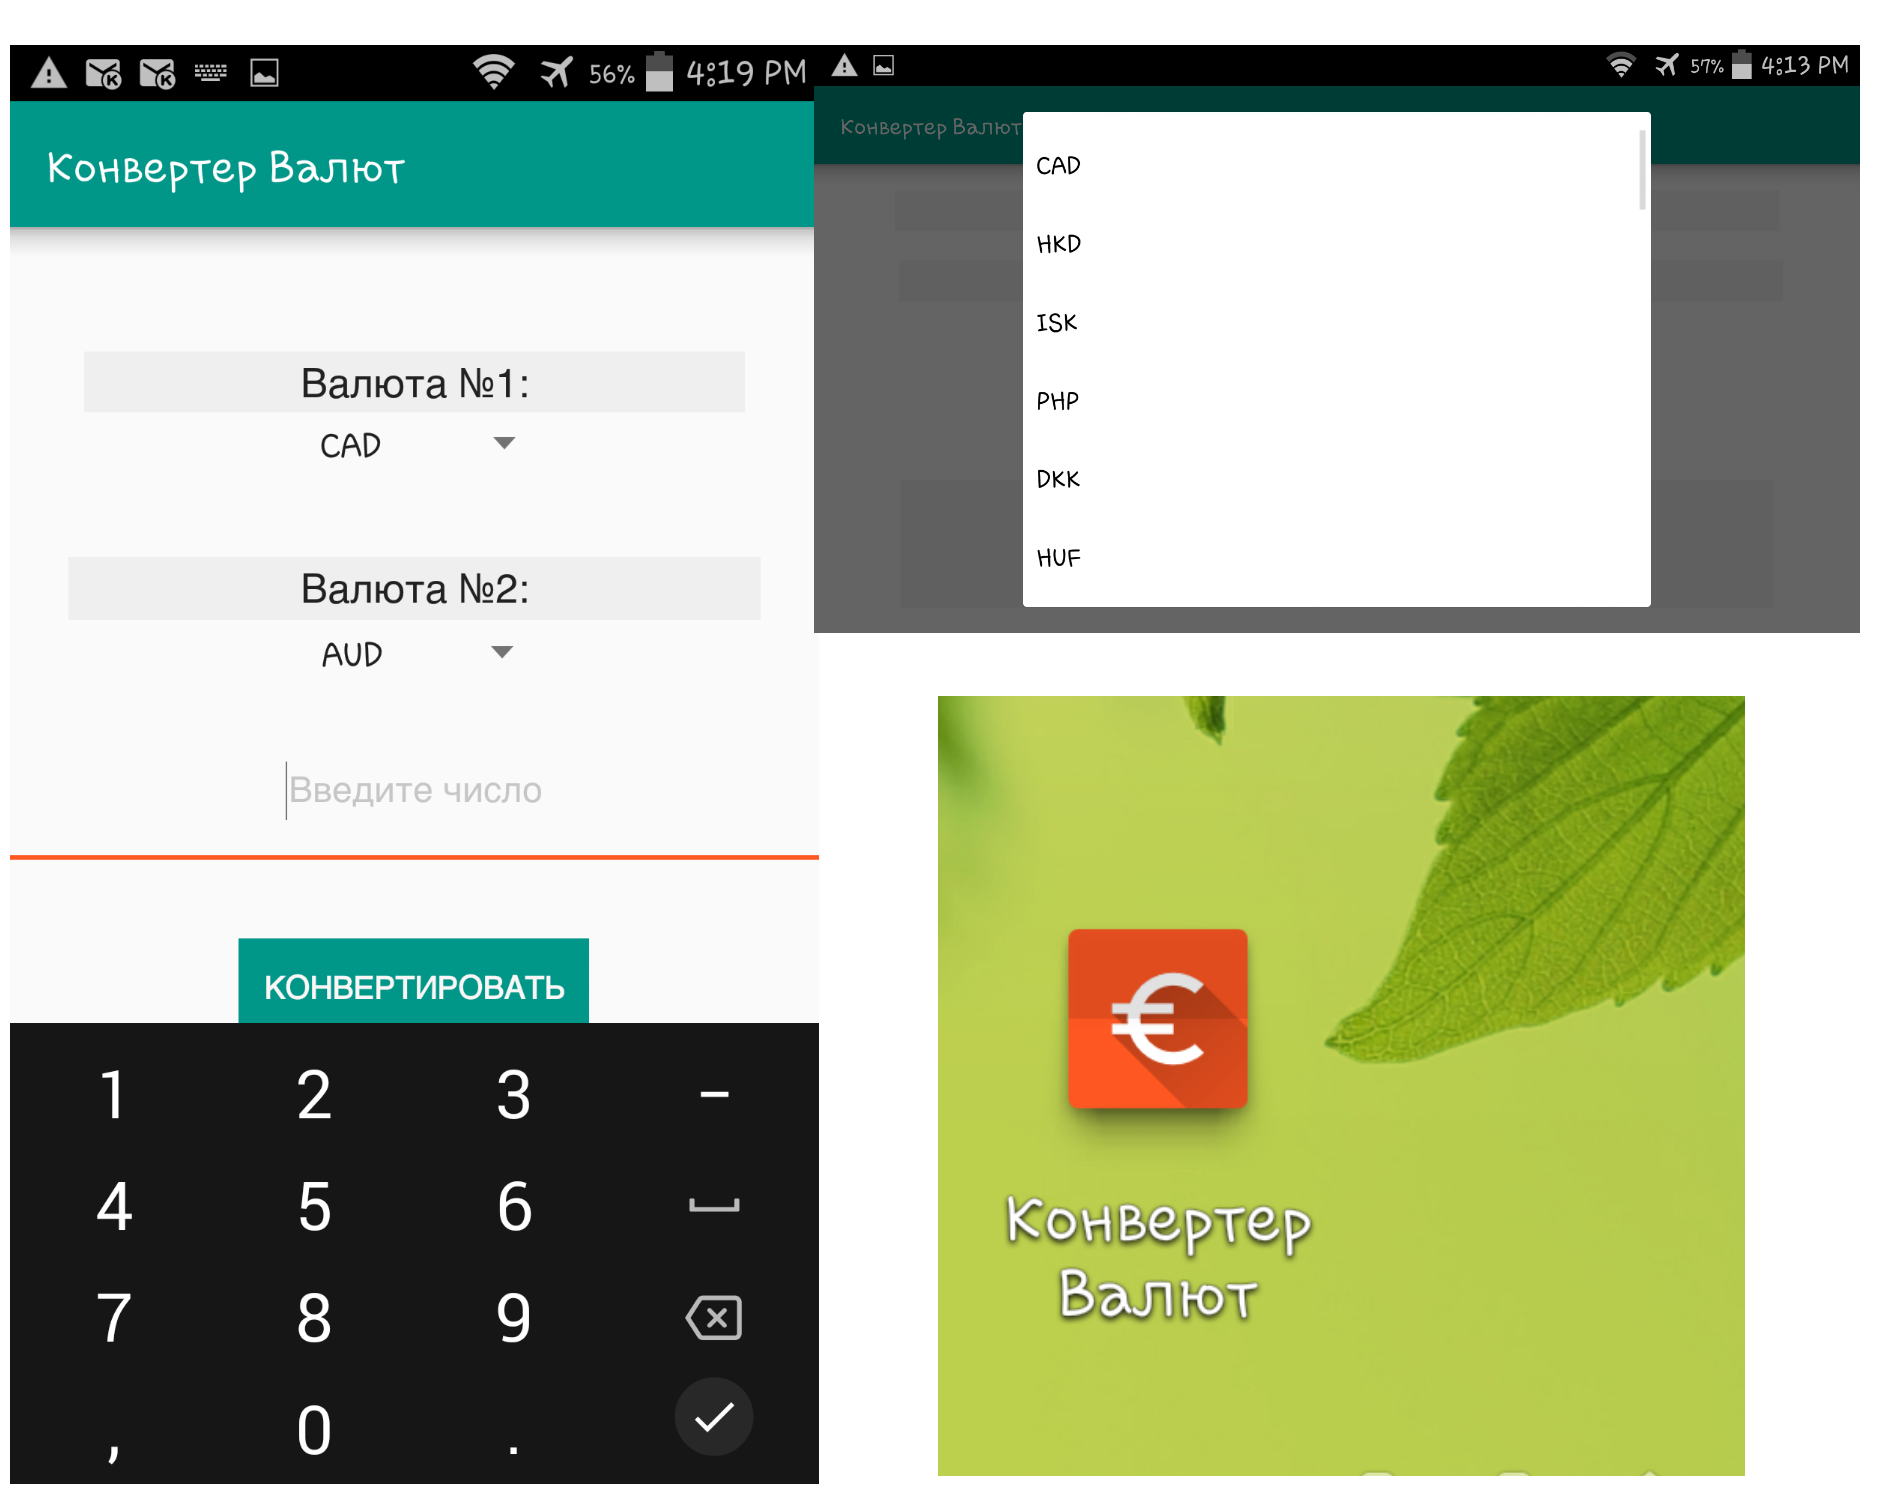 56% 4:19 PM
Конвертер Валют
Валюта №1:
CAD
Валюта №2:
AUD
Введите число
КОНВЕРТИРОВАТЬ
1 2 3 -
4 5 6
7 8 9
, 0 .
57% 4:13 PM
Конвертер Валют
CAD
HKD
ISK
PHP
DKK
HUF
€
Конвертер
Валют